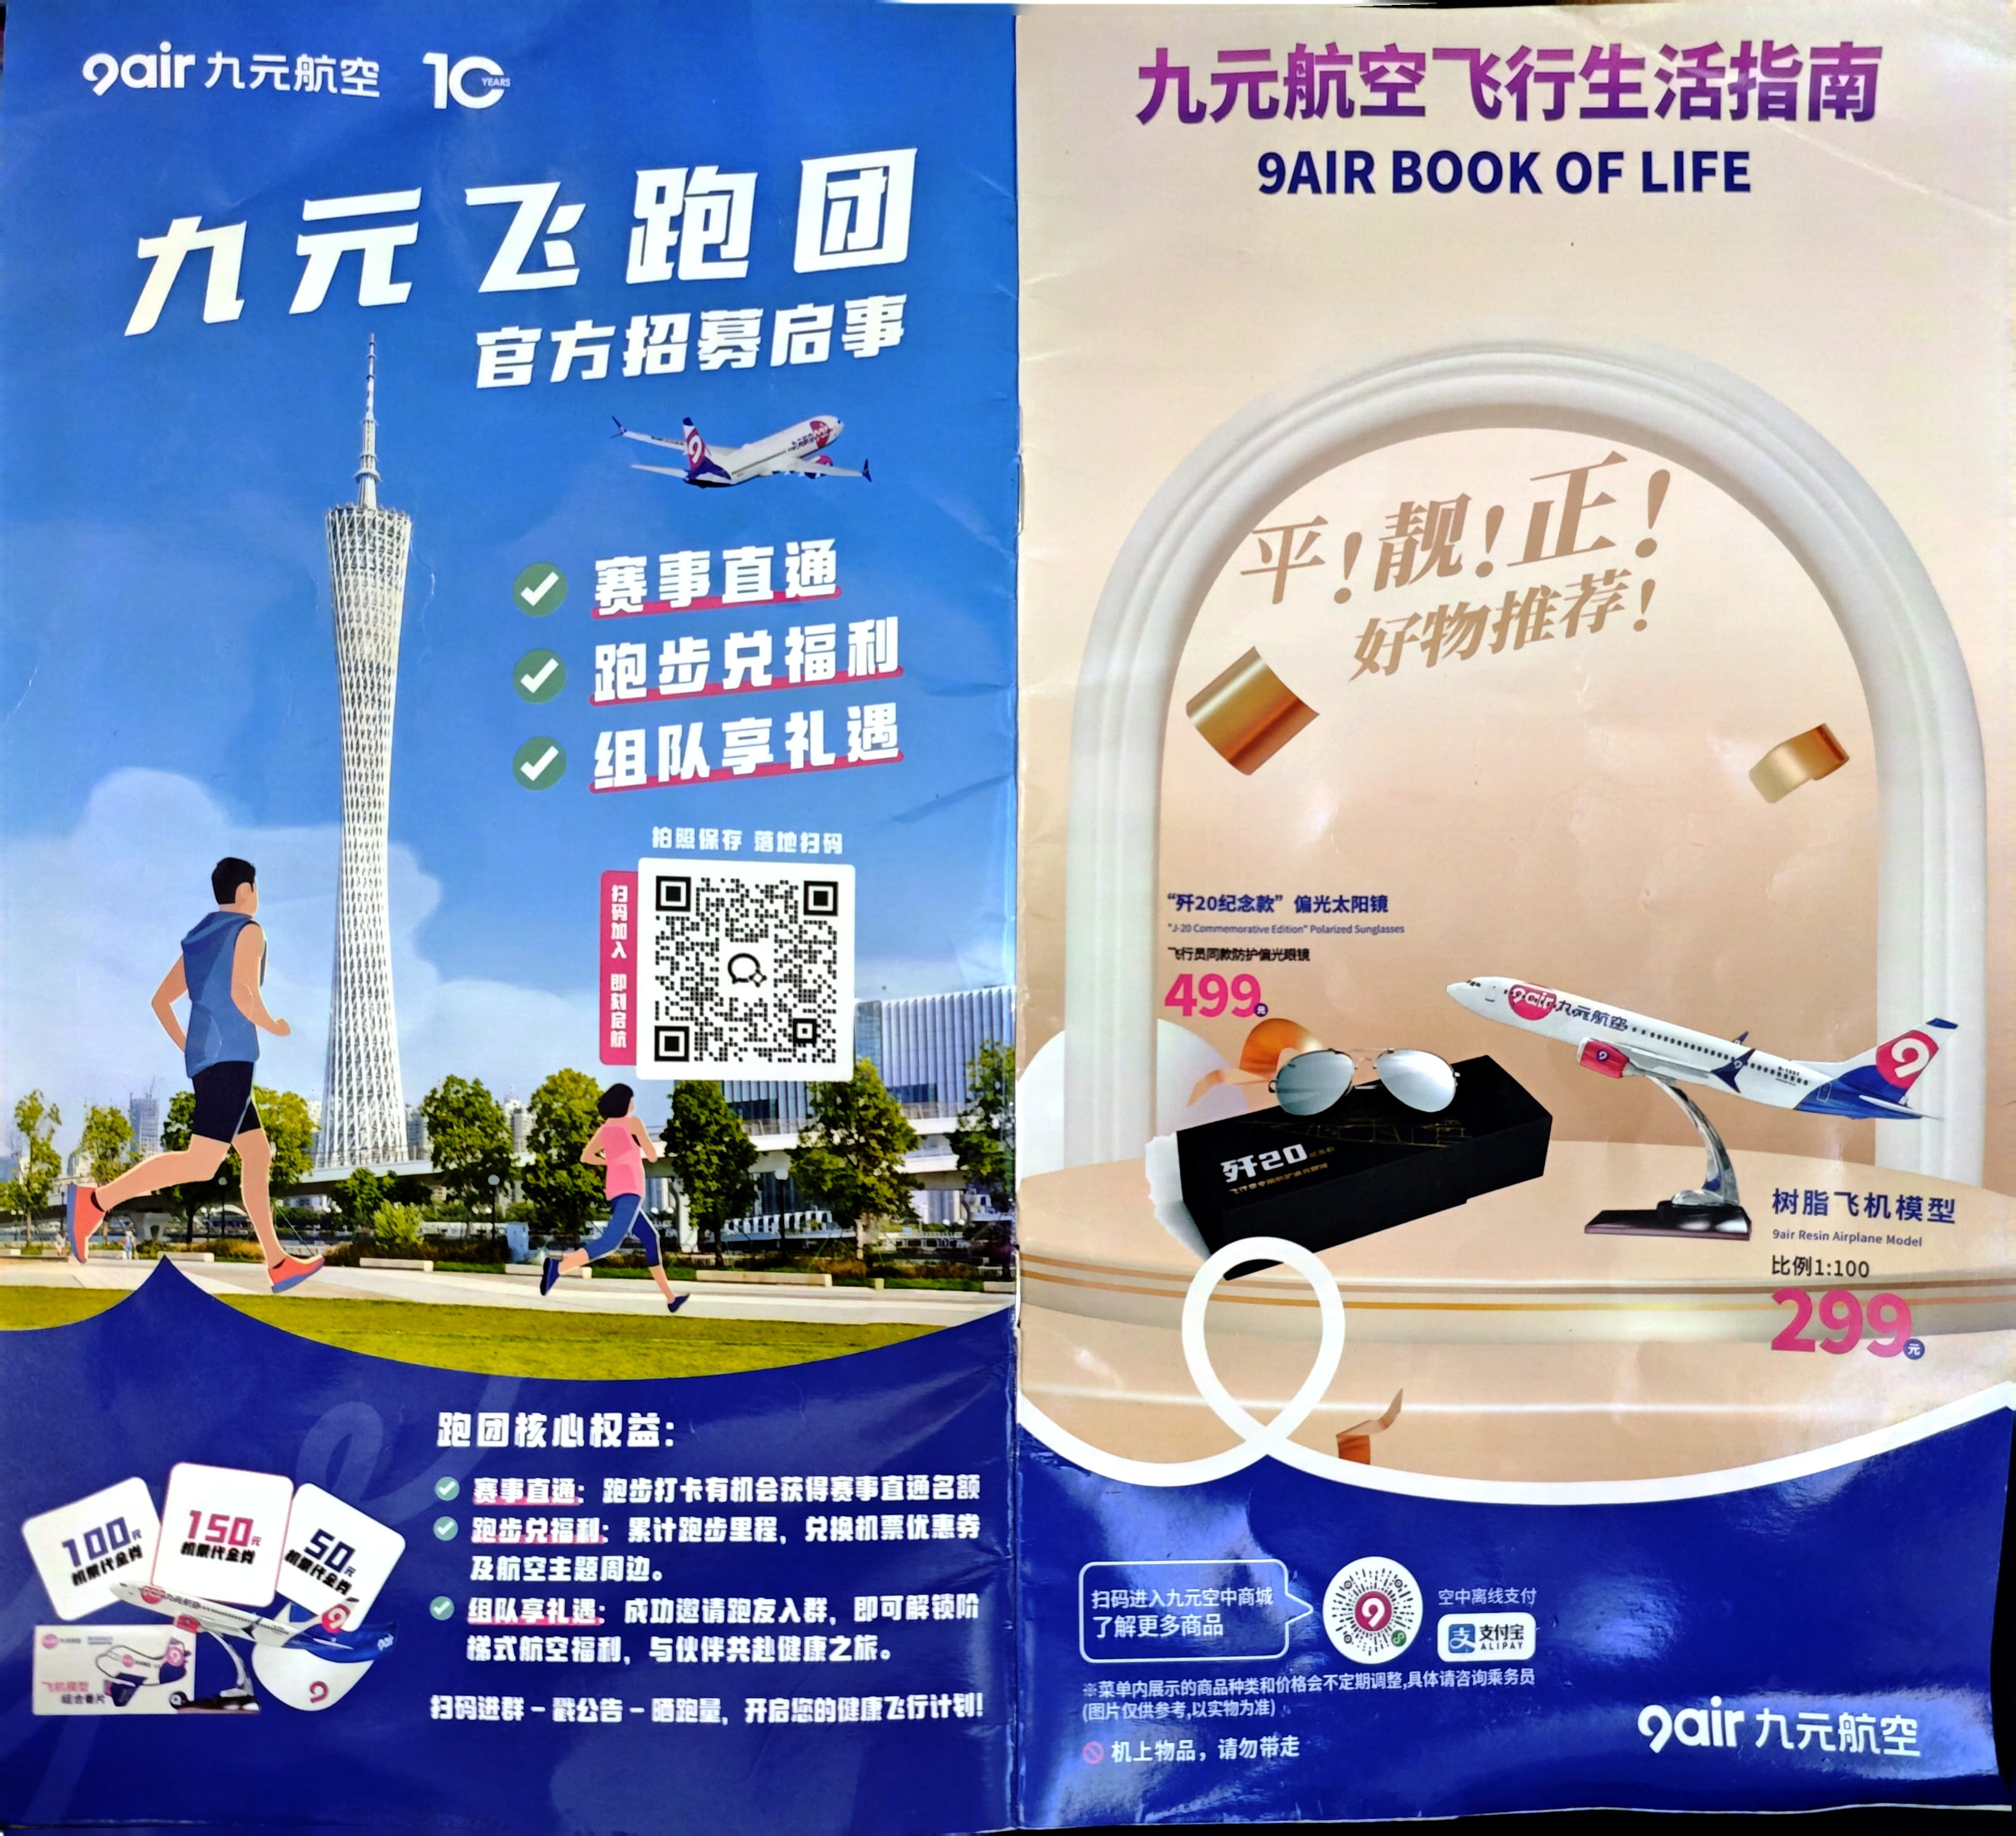 9air 九元航空 10 YEARS
九元飞跑团
官方招募启事
赛事直通
跑步兑福利
组队享礼遇
拍照保存 落地扫码
扫码加入 即刻启航
跑团核心权益：
赛事直通：跑步打卡有机会获得赛事直通名额
跑步兑福利：累计跑步里程，兑换机票优惠券
及航空主题周边。
组队享礼遇：成功邀请跑友入群，即可解锁阶
梯式航空福利，与伙伴共赴健康之旅。
扫码进群－戳公告－晒跑量，开启您的健康飞行计划！
100元
机票代金券
150元
机票代金券
50元
机票代金券
飞机模型
九元航空飞行生活指南
9AIR BOOK OF LIFE
平！靓！正！
好物推荐！
“歼20纪念款”偏光太阳镜
"J-20 Commemorative Edition" Polarized Sunglasses
飞行员同款防护偏光眼镜
499元
9air 九元航空
歼20
树脂飞机模型
9air Resin Airplane Model
比例1:100
299元
扫码进入九元空中商城
了解更多商品
空中离线支付
支 支付宝
ALIPAY
※菜单内展示的商品种类和价格会不定期调整,具体请咨询乘务员
(图片仅供参考,以实物为准)
机上物品，请勿带走
9air 九元航空